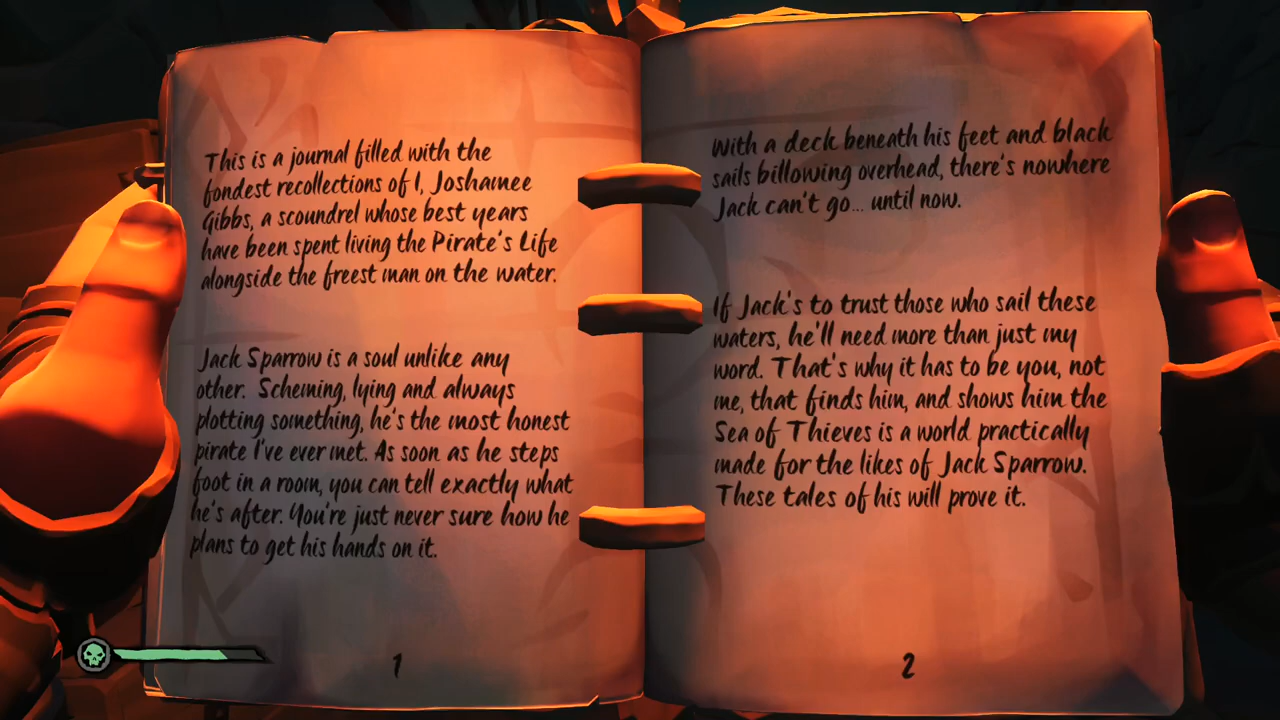 This is a journal filled with the
fondest recollections of I, Joshamee
Gibbs, a scoundrel whose best years
have been spent living the Pirate's Life
alongside the freest man on the water.
Jack Sparrow is a soul unlike any
other. Scheming, lying and always
plotting something, he's the most honest
pirate I've ever met. As soon as he steps
foot in a room, you can tell exactly what
he's after. You're just never sure how he
plans to get his hands on it.
1
With a deck beneath his feet and black
sails billowing overhead, there's nowhere
Jack can't go... until now.
If Jack's to trust those who sail these
waters, he'll need more than just my
word. That's why it has to be you, not
me, that finds him, and shows him the
Sea of Thieves is a world practically
made for the likes of Jack Sparrow.
These tales of his will prove it.
2